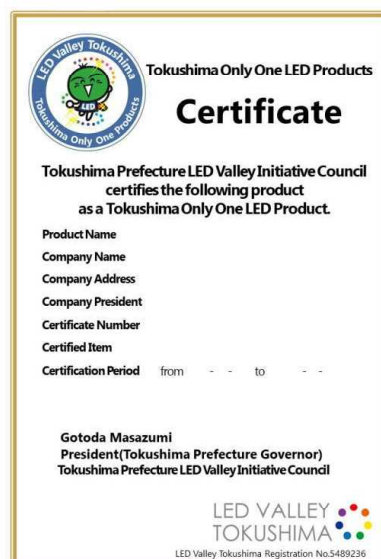 LED Valley Tokushima
LED
Tokushima Only One Products
Tokushima Only One LED Products
Certificate
Tokushima Prefecture LED Valley Initiative Council
certifies the following product
as a Tokushima Only One LED Product.
Product Name
Company Name
Company Address
Company President
Certificate Number
Certified Item
Certification Period from - - to - -
Gotoda Masazumi
President(Tokushima Prefecture Governor)
Tokushima Prefecture LED Valley Initiative Council
LED VALLEY
TOKUSHIMA
LED Valley Tokushima Registration No.5489236